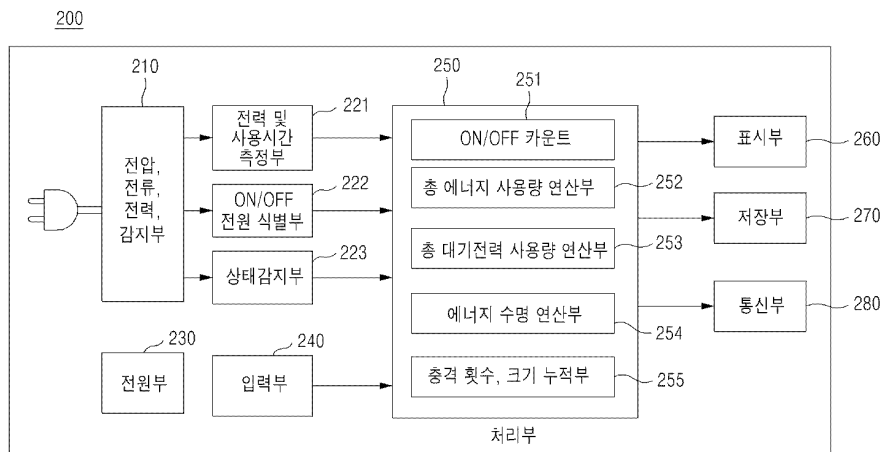 200
210
전압,
전류,
전력,
감지부
221
전력 및
사용시간
측정부
222
ON/OFF
전원 식별부
223
상태감지부
230
전원부
240
입력부
250
251
ON/OFF 카운트
252
총 에너지 사용량 연산부
253
총 대기전력 사용량 연산부
에너지 수명 연산부
254
충격 횟수, 크기 누적부
255
처리부
표시부
260
저장부
270
통신부
280